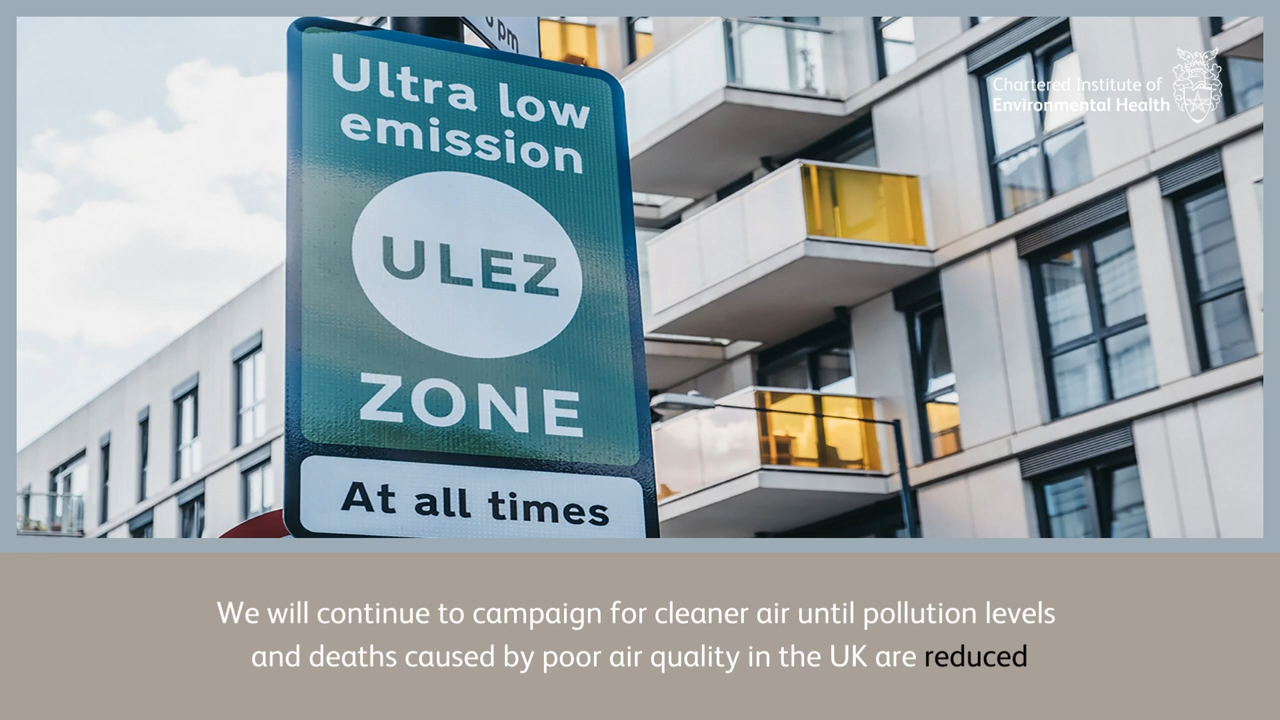 pm
Ultra low
emission
ULEZ
ZONE
At all times
Chartered Institute of
Environmental Health
We will continue to campaign for cleaner air until pollution levels
and deaths caused by poor air quality in the UK are reduced